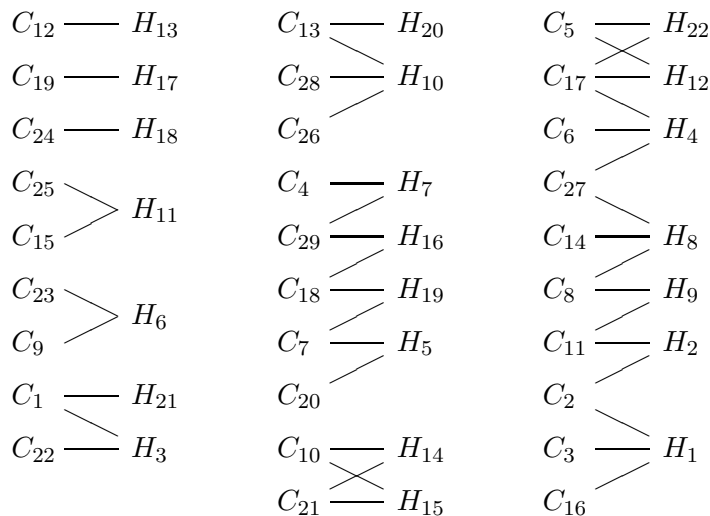 C₁₂ H₁₃ C₁₃ H₂₀ C₅ H₂₂
C₁₉ H₁₇ C₂₈ H₁₀ C₁₇ H₁₂
C₂₄ H₁₈ C₂₆ C₆ H₄
C₂₅ C₄ H₇ C₂₇
H₁₁
C₁₅ C₂₉ H₁₆ C₁₄ H₈
C₂₃ C₁₈ H₁₉ C₈ H₉
H₆
C₉ C₇ H₅ C₁₁ H₂
C₁ H₂₁ C₂₀ C₂
C₂₂ H₃ C₁₀ H₁₄ C₃ H₁
C₂₁ H₁₅ C₁₆